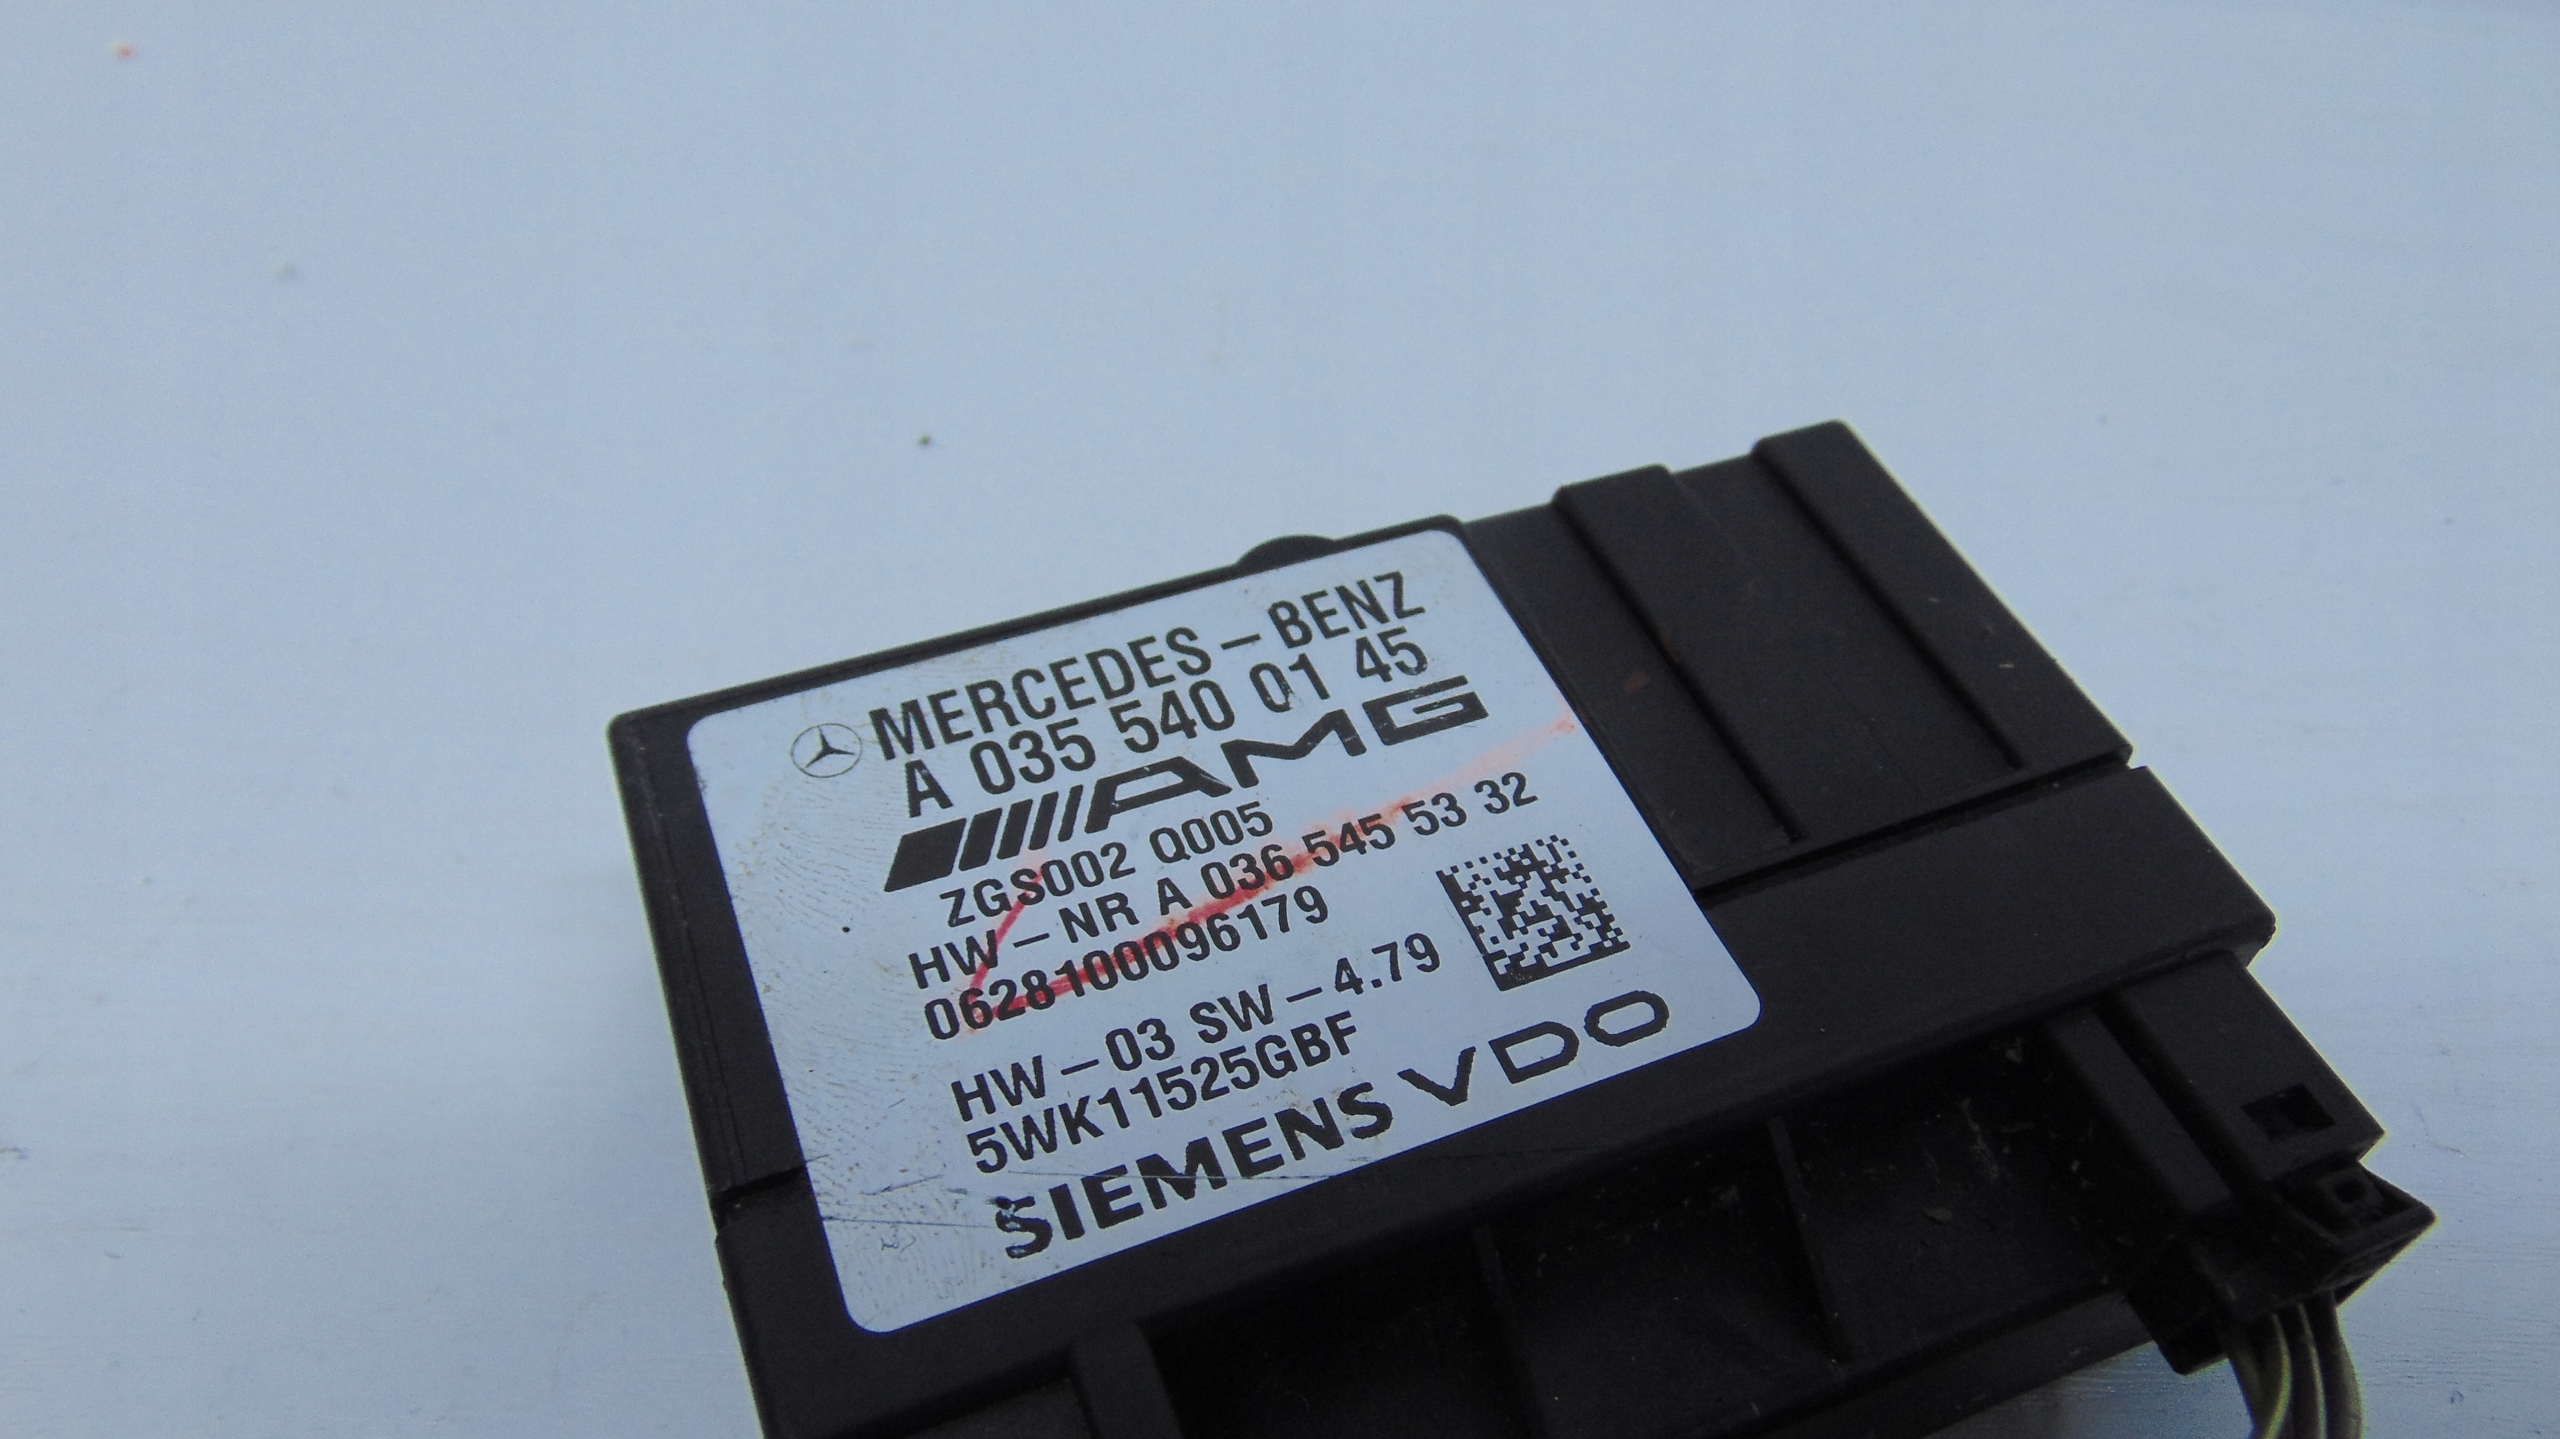 MERCEDES-BENZ
A 035 540 01 45
AMG
ZGS002 Q005
HW-NR A 036 545 53 32
0628100096179
HW-03 SW-4.79
5WK11525GBF
SIEMENS VDO